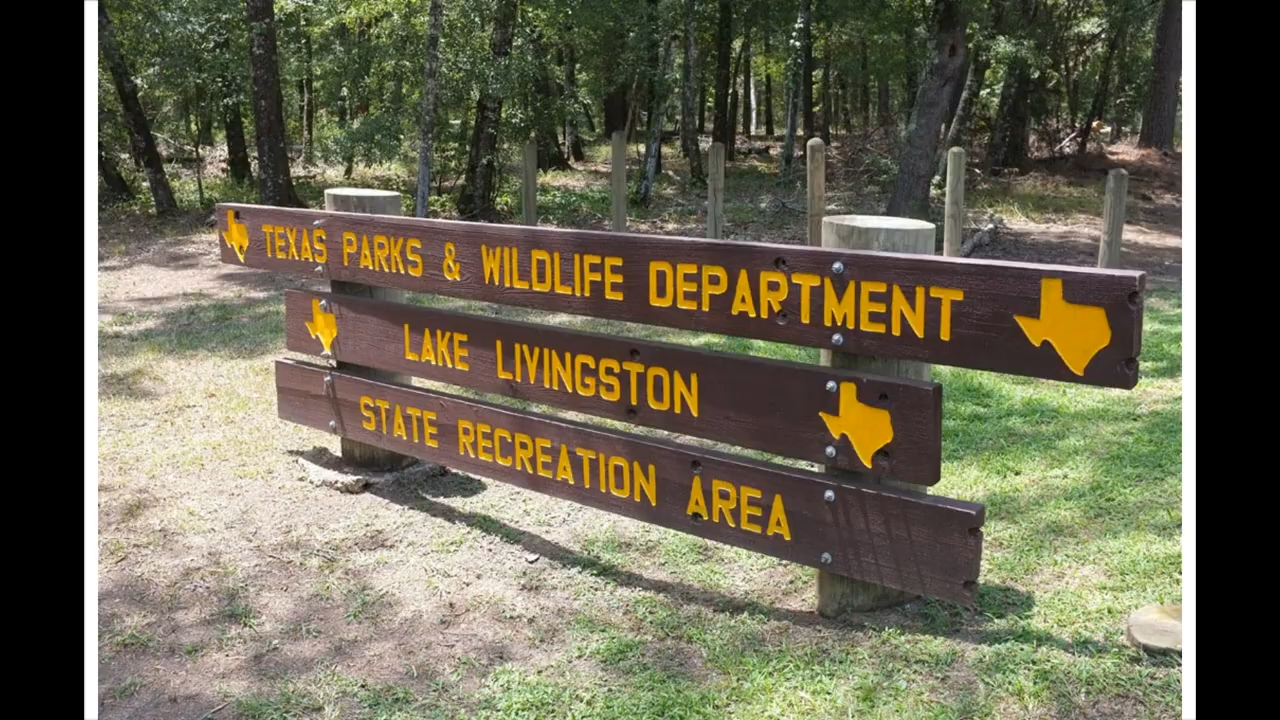 TEXAS PARKS & WILDLIFE DEPARTMENT
LAKE LIVINGSTON
STATE RECREATION AREA